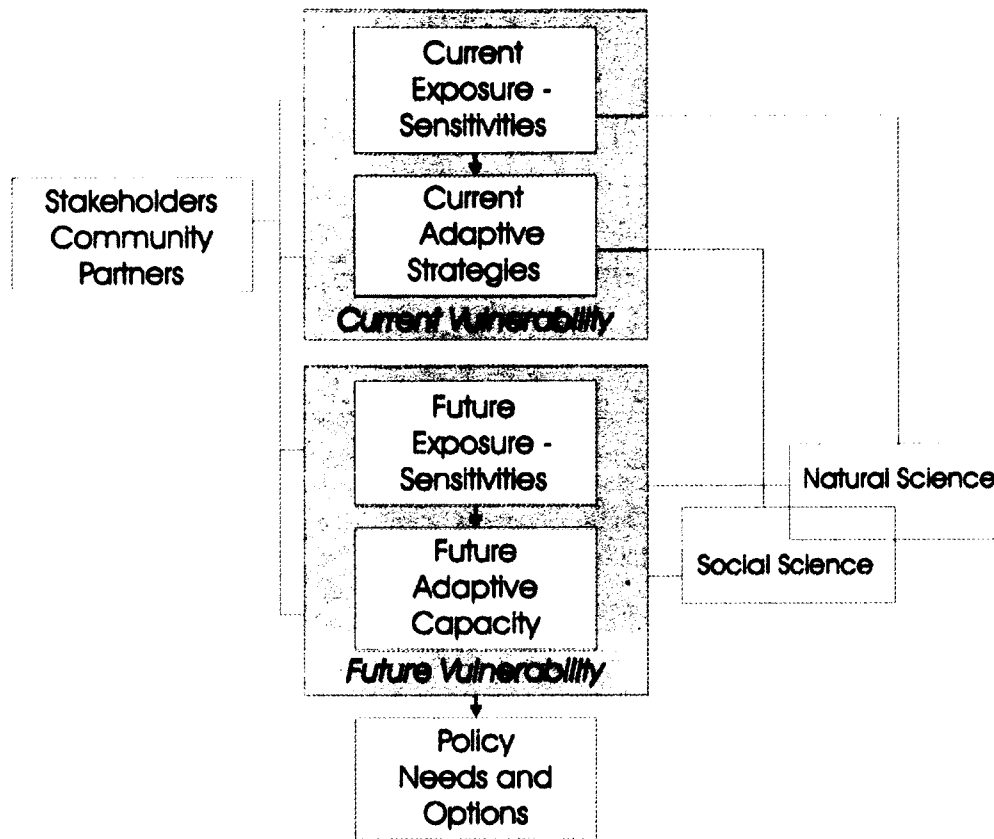 Current
Exposure -
Sensitivities
Current
Adaptive
Strategies
Current Vulnerability
Stakeholders
Community
Partners
Future
Exposure -
Sensitivities
Future
Adaptive
Capacity
Future Vulnerability
Natural Science
Social Science
Policy
Needs and
Options